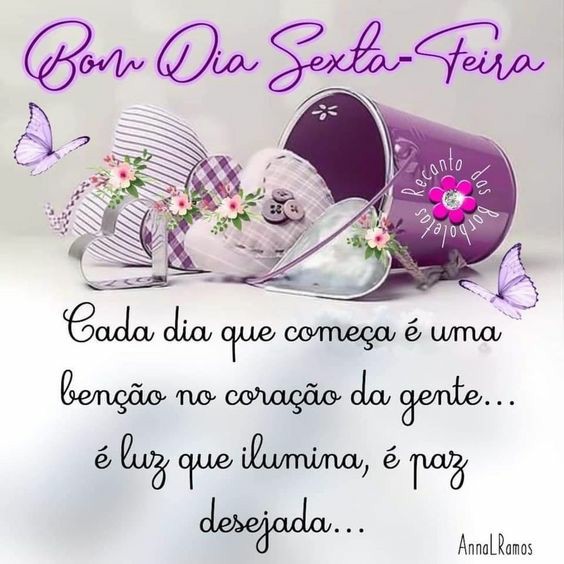 Bom Dia Sexta-Feira
Recanto das Borboletas
Cada dia que começa é uma
benção no coração da gente...
é luz que ilumina, é paz
desejada...
AnnaLRamos